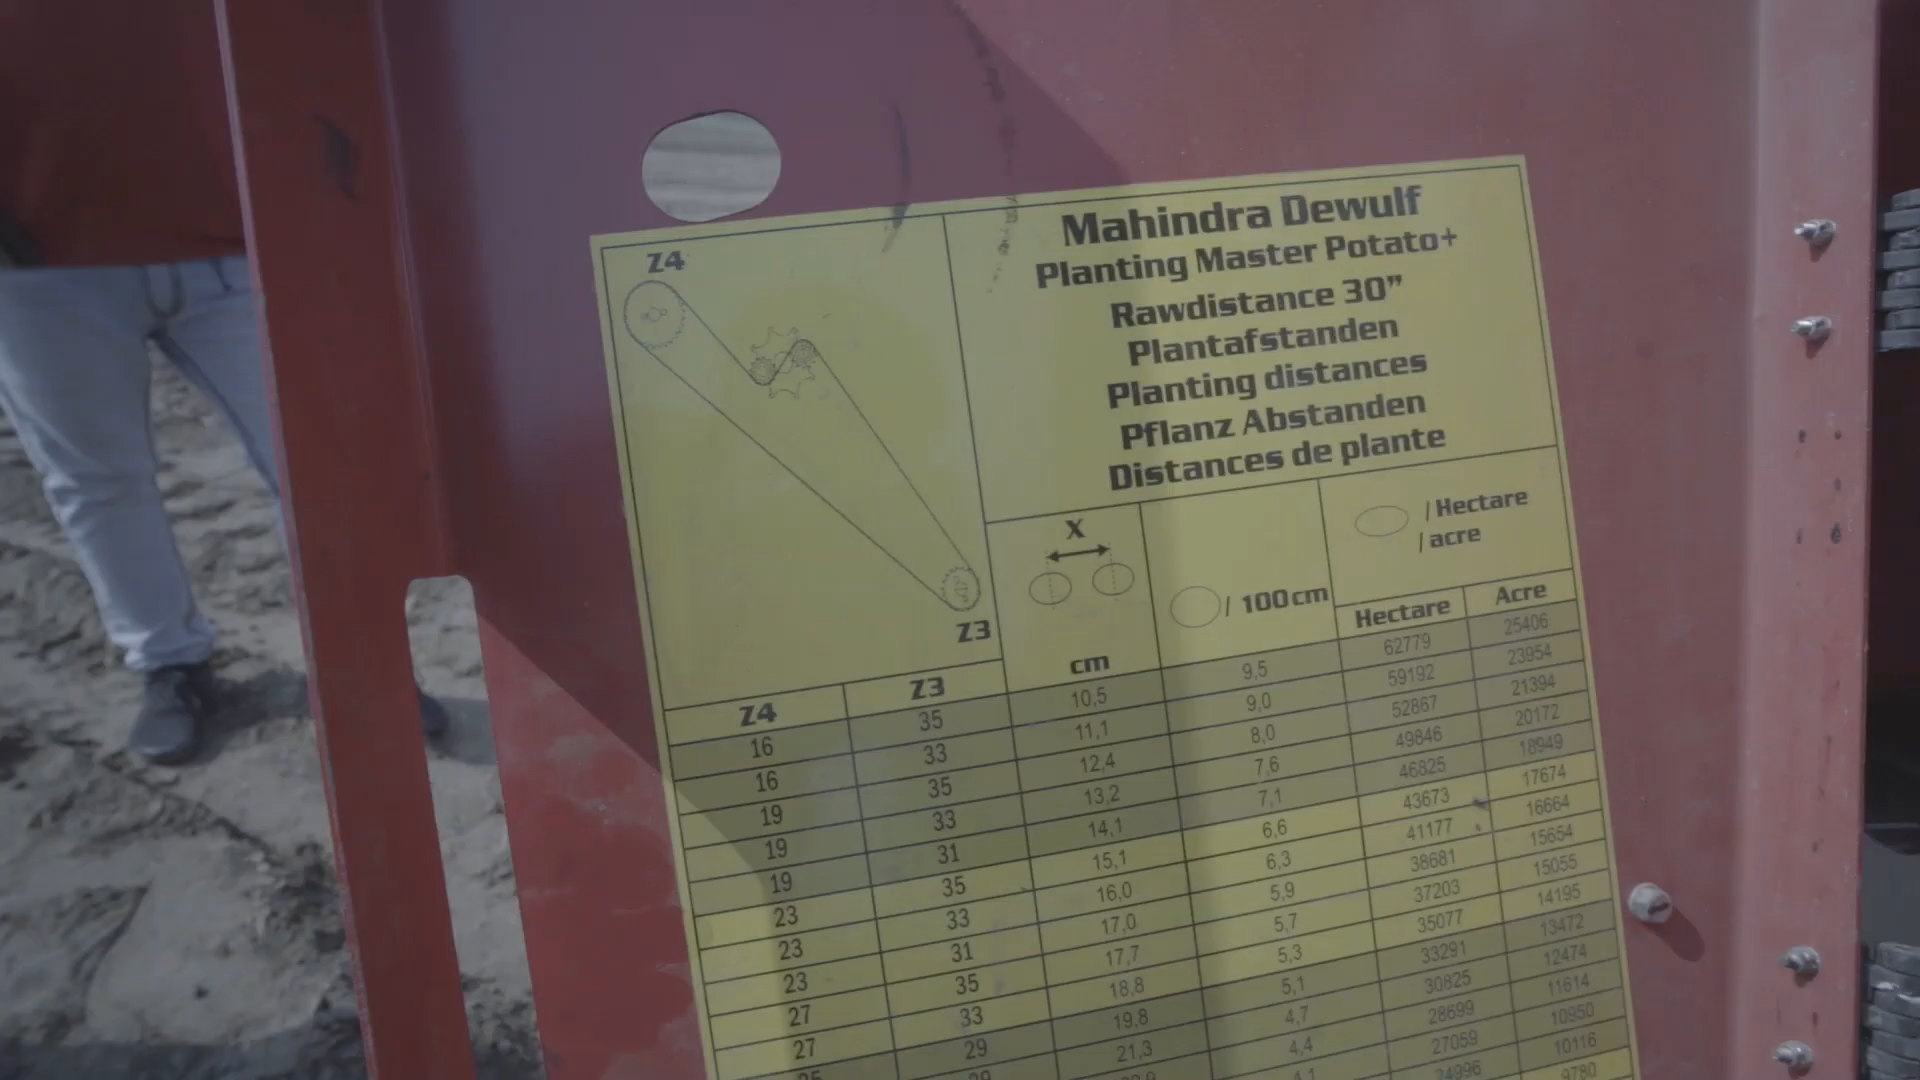 Mahindra Dewulf
Planting Master Potato+
Rawdistance 30"
Plantafstanden
Planting distances
Pflanz Abstanden
Distances de plante
Z4
Z3
X
/ Hectare
/ acre
/ 100cm
Z4 Z3 cm Hectare Acre
16 35 10,5 9,5 62779 25406
16 33 11,1 9,0 59192 23954
19 35 12,4 8,0 52867 21394
19 33 13,2 7,6 49846 20172
19 31 14,1 7,1 46825 18949
23 35 15,1 6,6 43673 17674
23 33 16,0 6,3 41177 16664
23 31 17,0 5,9 38681 15654
27 35 17,7 5,7 37203 15055
27 33 18,8 5,3 35077 14195
29 19,8 5,1 33291 13472
21,3 4,7 30825 12474
4,4 28699 11614
27059 10950
24996 10116
9780